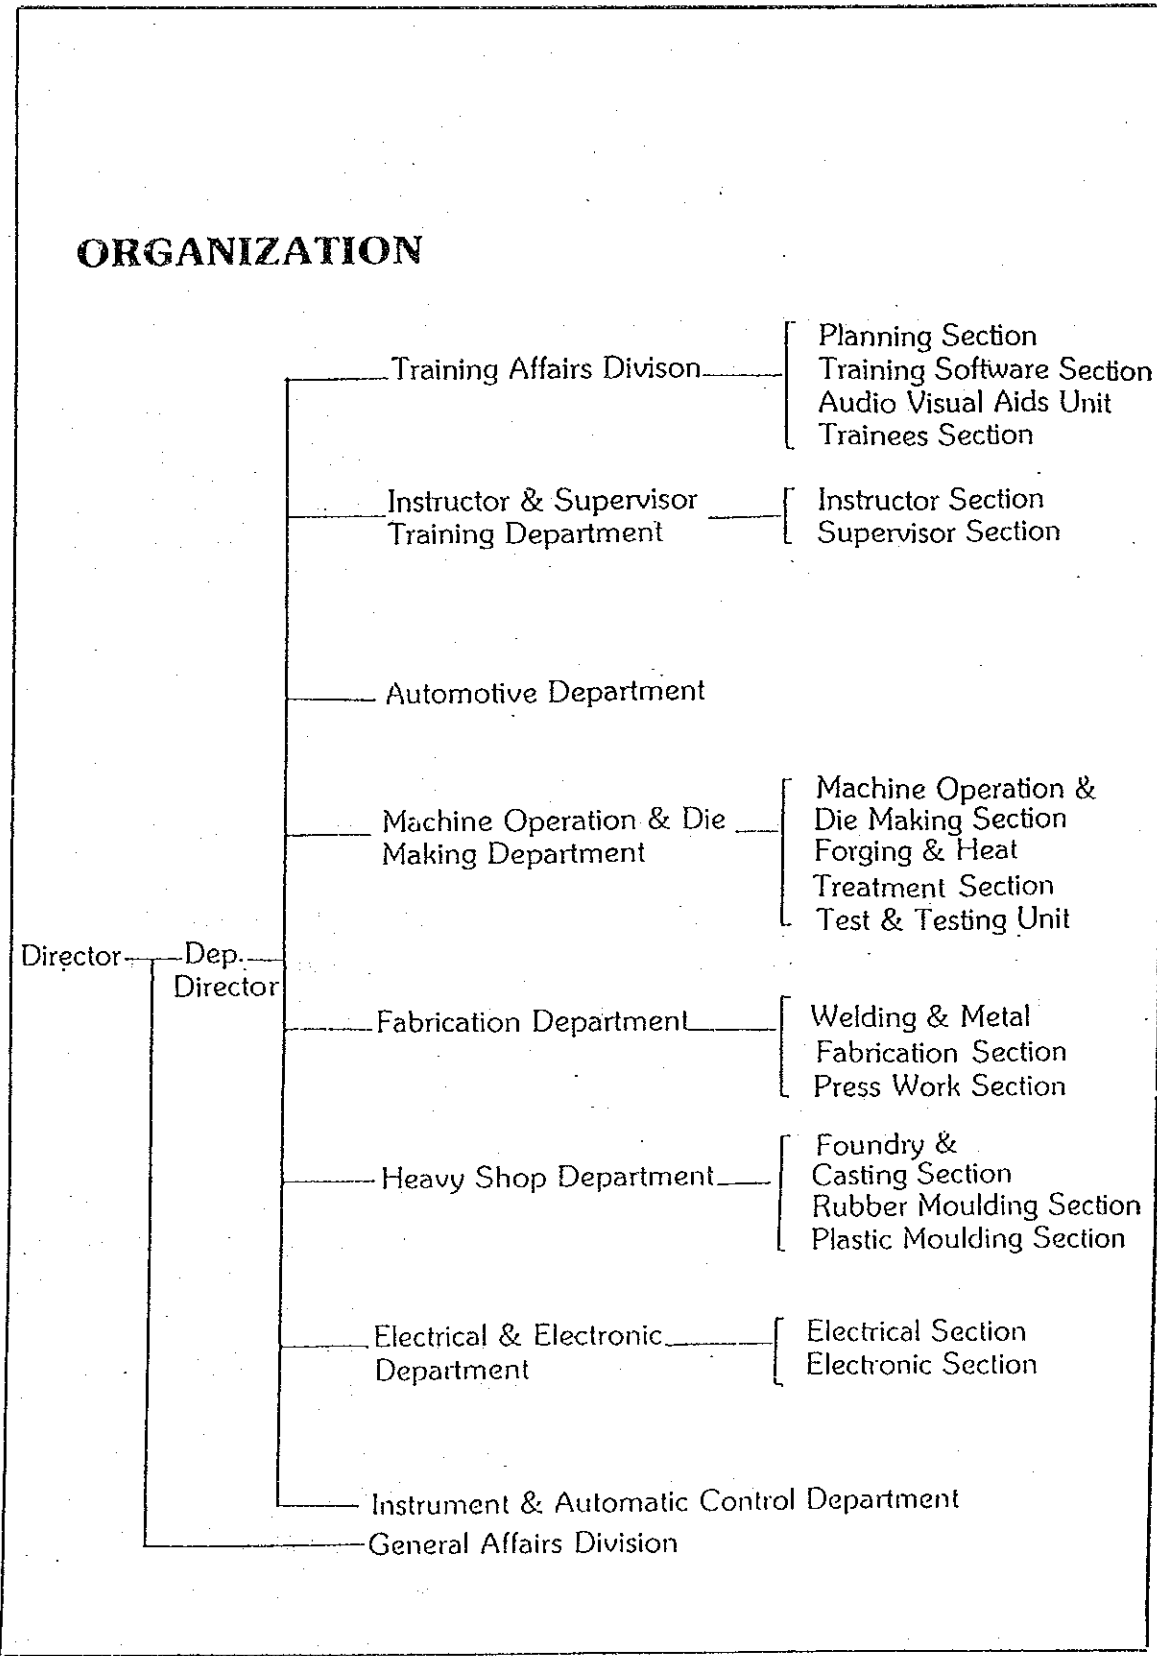 ORGANIZATION
Training Affairs Divison
Planning Section
Training Software Section
Audio Visual Aids Unit
Trainees Section
Instructor & Supervisor
Training Department
Instructor Section
Supervisor Section
Automotive Department
Machine Operation & Die
Making Department
Machine Operation &
Die Making Section
Forging & Heat
Treatment Section
Test & Testing Unit
Director
Dep.
Director
Fabrication Department
Welding & Metal
Fabrication Section
Press Work Section
Heavy Shop Department
Foundry &
Casting Section
Rubber Moulding Section
Plastic Moulding Section
Electrical & Electronic
Department
Electrical Section
Electronic Section
Instrument & Automatic Control Department
General Affairs Division